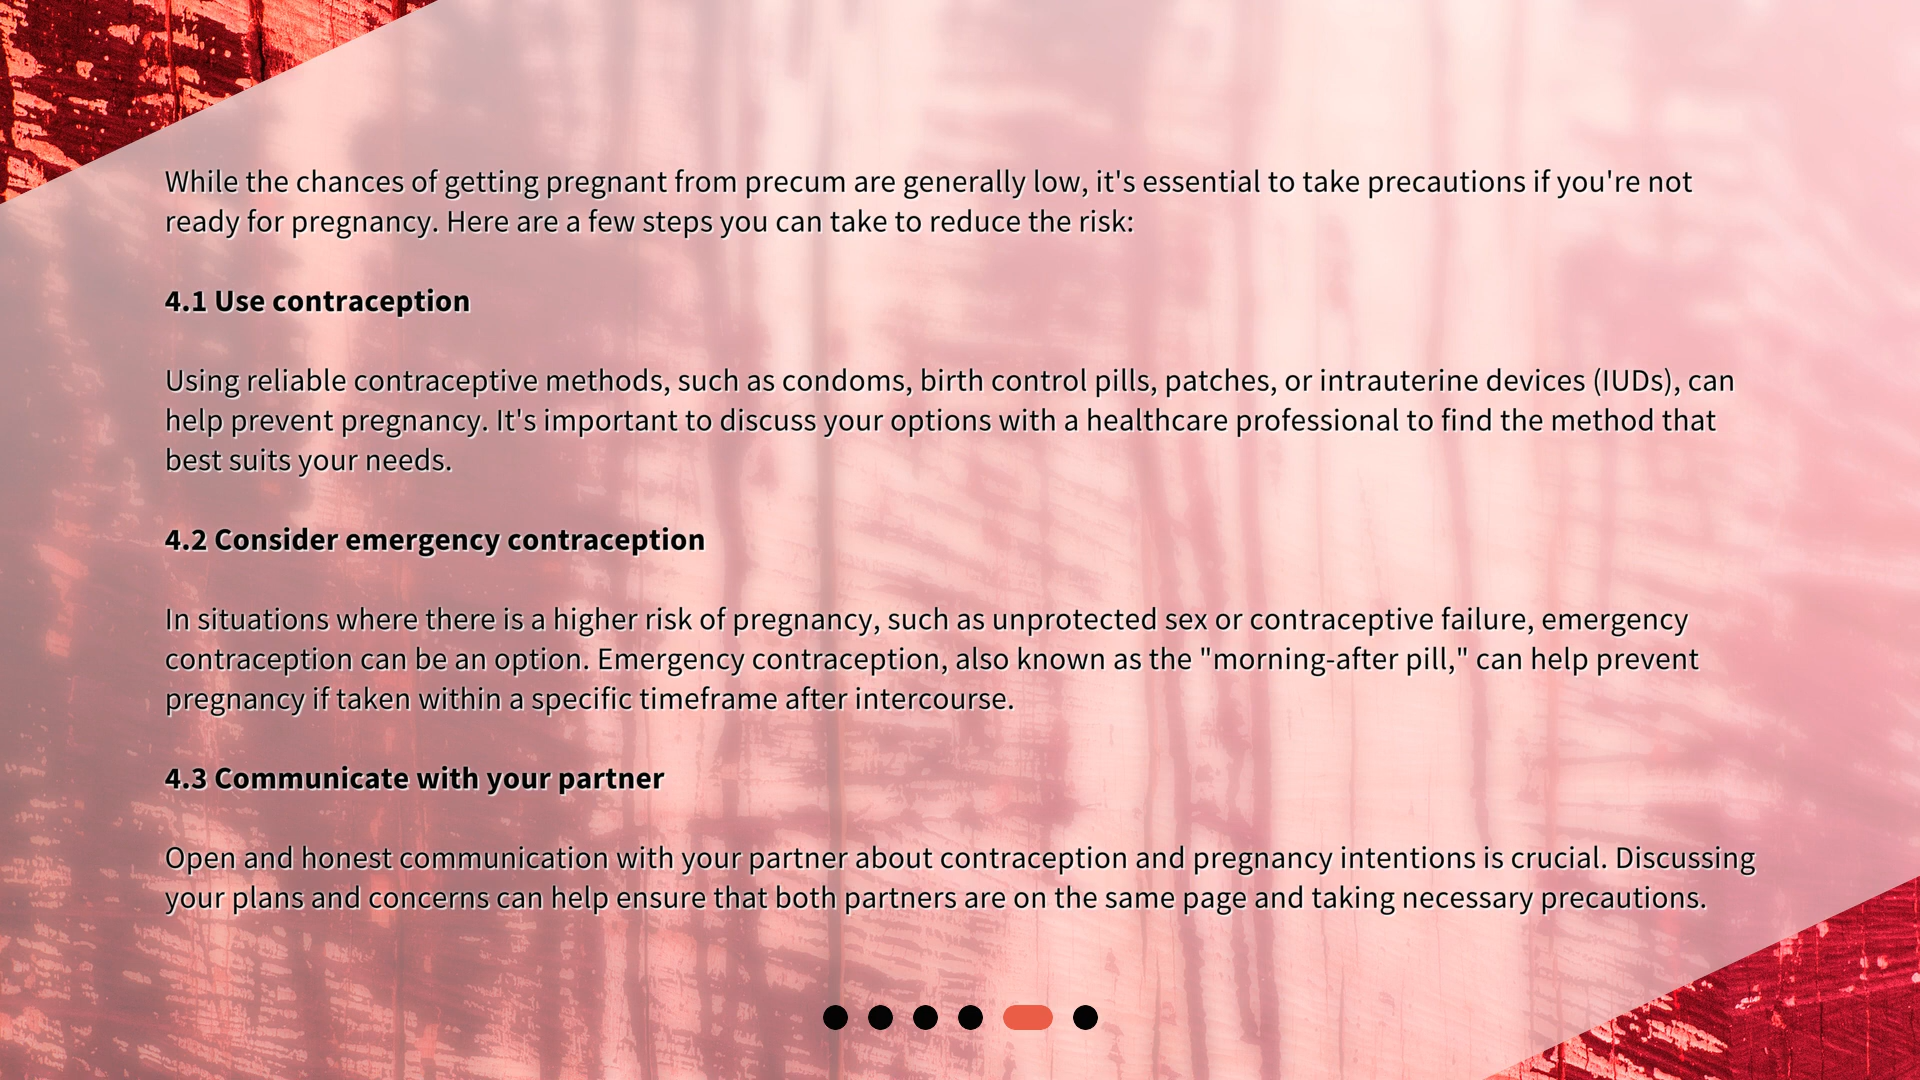 While the chances of getting pregnant from precum are generally low, it's essential to take precautions if you're not
ready for pregnancy. Here are a few steps you can take to reduce the risk:
4.1 Use contraception
Using reliable contraceptive methods, such as condoms, birth control pills, patches, or intrauterine devices (IUDs), can
help prevent pregnancy. It's important to discuss your options with a healthcare professional to find the method that
best suits your needs.
4.2 Consider emergency contraception
In situations where there is a higher risk of pregnancy, such as unprotected sex or contraceptive failure, emergency
contraception can be an option. Emergency contraception, also known as the "morning-after pill," can help prevent
pregnancy if taken within a specific timeframe after intercourse.
4.3 Communicate with your partner
Open and honest communication with your partner about contraception and pregnancy intentions is crucial. Discussing
your plans and concerns can help ensure that both partners are on the same page and taking necessary precautions.